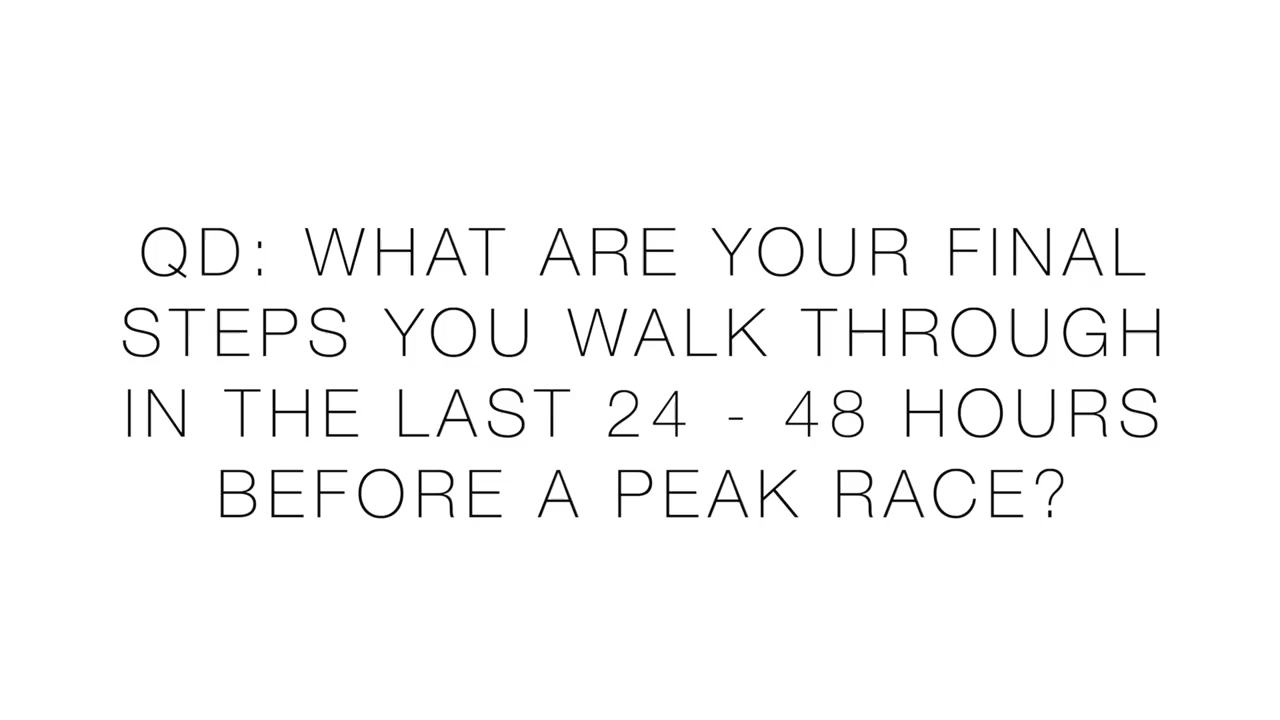 QD: WHAT ARE YOUR FINAL
STEPS YOU WALK THROUGH
IN THE LAST 24 - 48 HOURS
BEFORE A PEAK RACE?